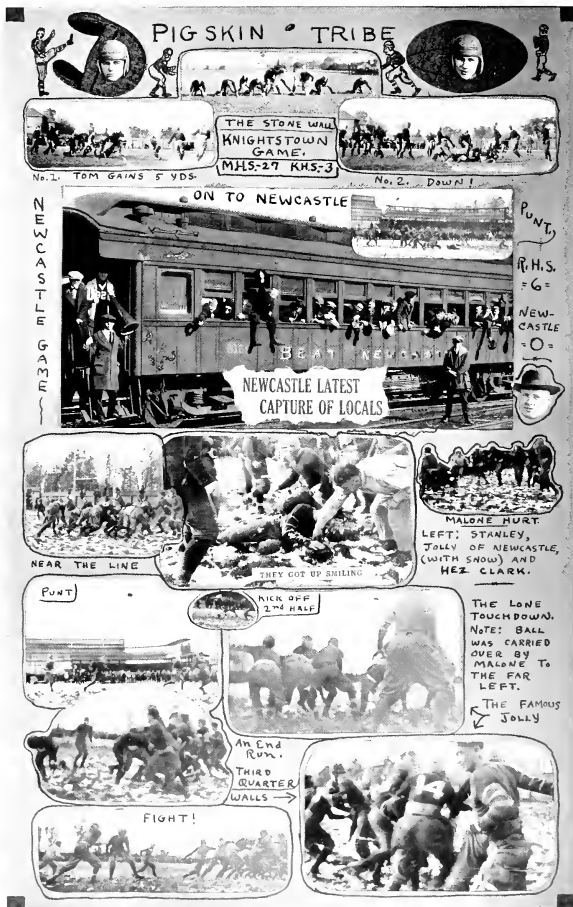 PIGSKIN • TRIBE
THE STONE WALL
KNIGHTSTOWN
GAME.
M.H.S.-27 K.H.S.-3
No.1. TOM GAINS 5 YDS.
No.2. DOWN!
NEWCASTLE GAME
ON TO NEWCASTLE
PUNT,
R.H.S.
=6=
NEW-
CASTLE
=0=
BEAT NEWCAS
NEWCASTLE LATEST
CAPTURE OF LOCALS
NEAR THE LINE
THEY GOT UP SMILING
MALONE HURT.
LEFT: STANLEY,
JOLLY OF NEWCASTLE,
(WITH SNOW) AND
HEZ CLARK.
PUNT
KICK OFF
2nd HALF
THE LONE
TOUCHDOWN.
NOTE: BALL
WAS CARRIED
OVER BY
MALONE TO
THE FAR
LEFT.
THE FAMOUS
JOLLY
An End
Run.
THIRD
QUARTER
WALLS
14
FIGHT!